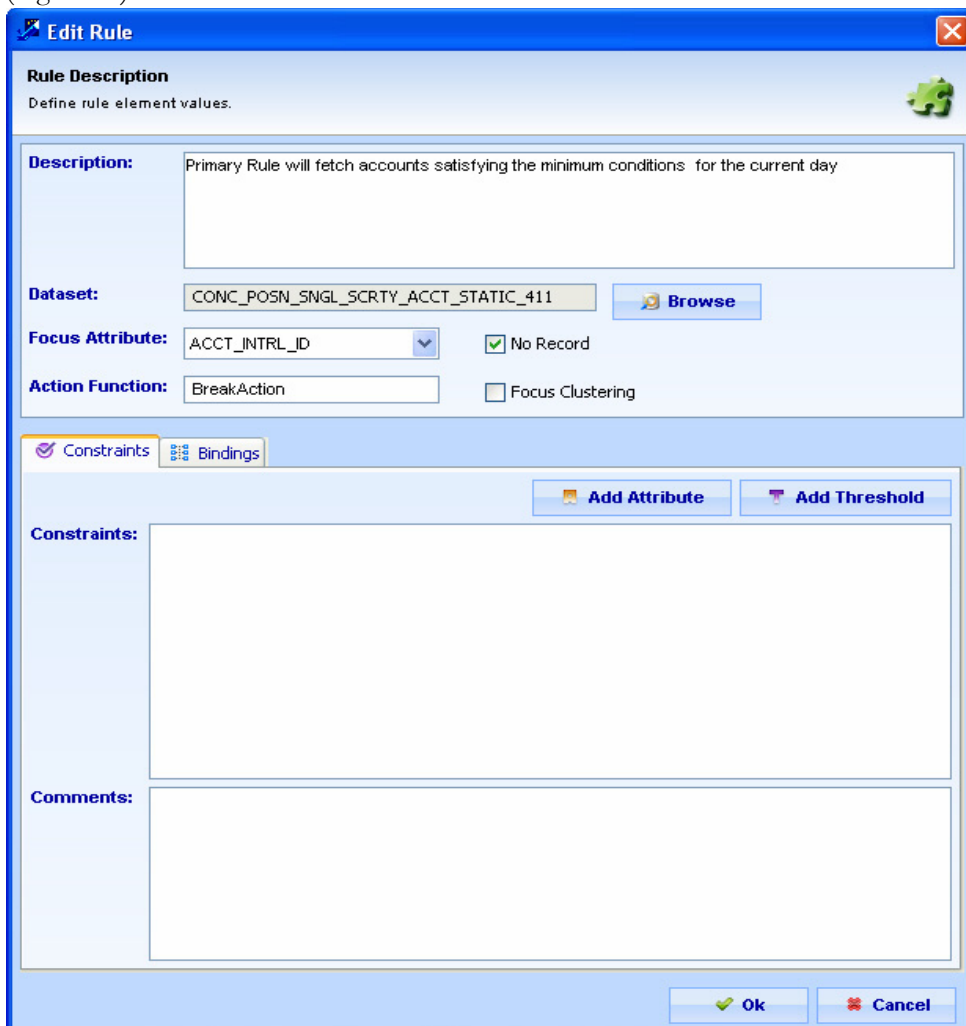 Edit Rule
Rule Description
Define rule element values.
Description: Primary Rule will fetch accounts satisfying the minimum conditions for the current day
Dataset: CONC_POSN_SNGL_SCRTY_ACCT_STATIC_411 Browse
Focus Attribute: ACCT_INTRL_ID No Record
Action Function: BreakAction Focus Clustering
Constraints Bindings
Add Attribute Add Threshold
Constraints:
Comments:
Ok Cancel